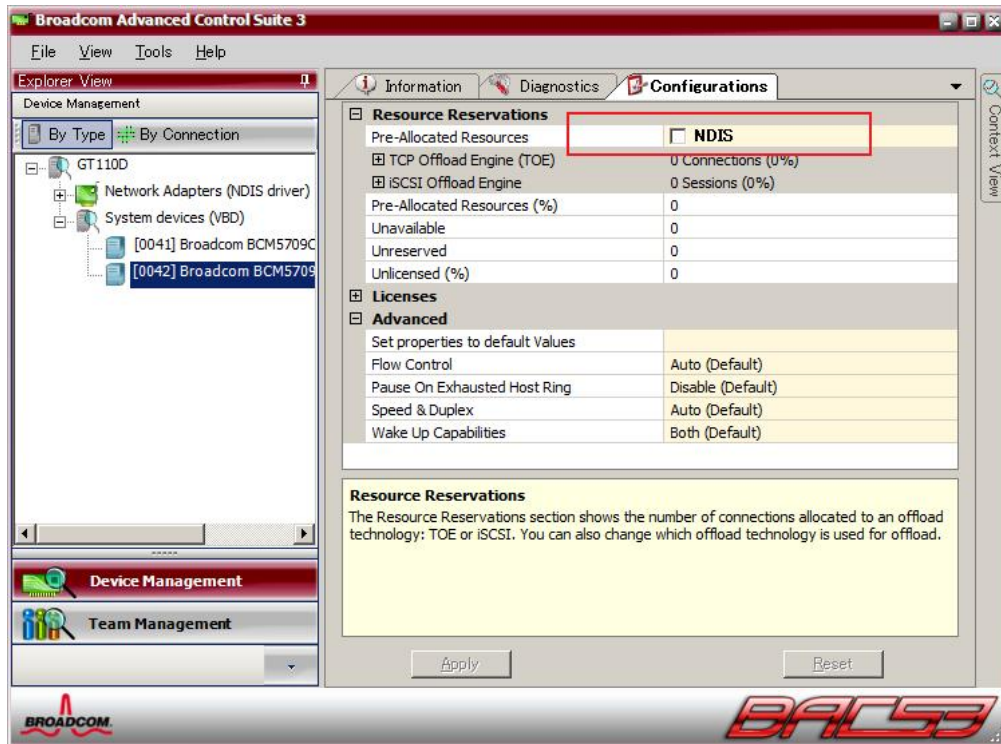 Broadcom Advanced Control Suite 3
File View Tools Help
Explorer View
Device Management
By Type By Connection
GT110D
Network Adapters (NDIS driver)
System devices (VBD)
[0041] Broadcom BCM5709C
[0042] Broadcom BCM5709
Device Management
Team Management
Information Diagnostics Configurations
Resource Reservations
Pre-Allocated Resources NDIS
TCP Offload Engine (TOE) 0 Connections (0%)
iSCSI Offload Engine 0 Sessions (0%)
Pre-Allocated Resources (%) 0
Unavailable 0
Unreserved 0
Unlicensed (%) 0
Licenses
Advanced
Set properties to default Values
Flow Control Auto (Default)
Pause On Exhausted Host Ring Disable (Default)
Speed & Duplex Auto (Default)
Wake Up Capabilities Both (Default)
Resource Reservations
The Resource Reservations section shows the number of connections allocated to an offload
technology: TOE or iSCSI. You can also change which offload technology is used for offload.
Apply Reset
Context View
BROADCOM.
BACS3